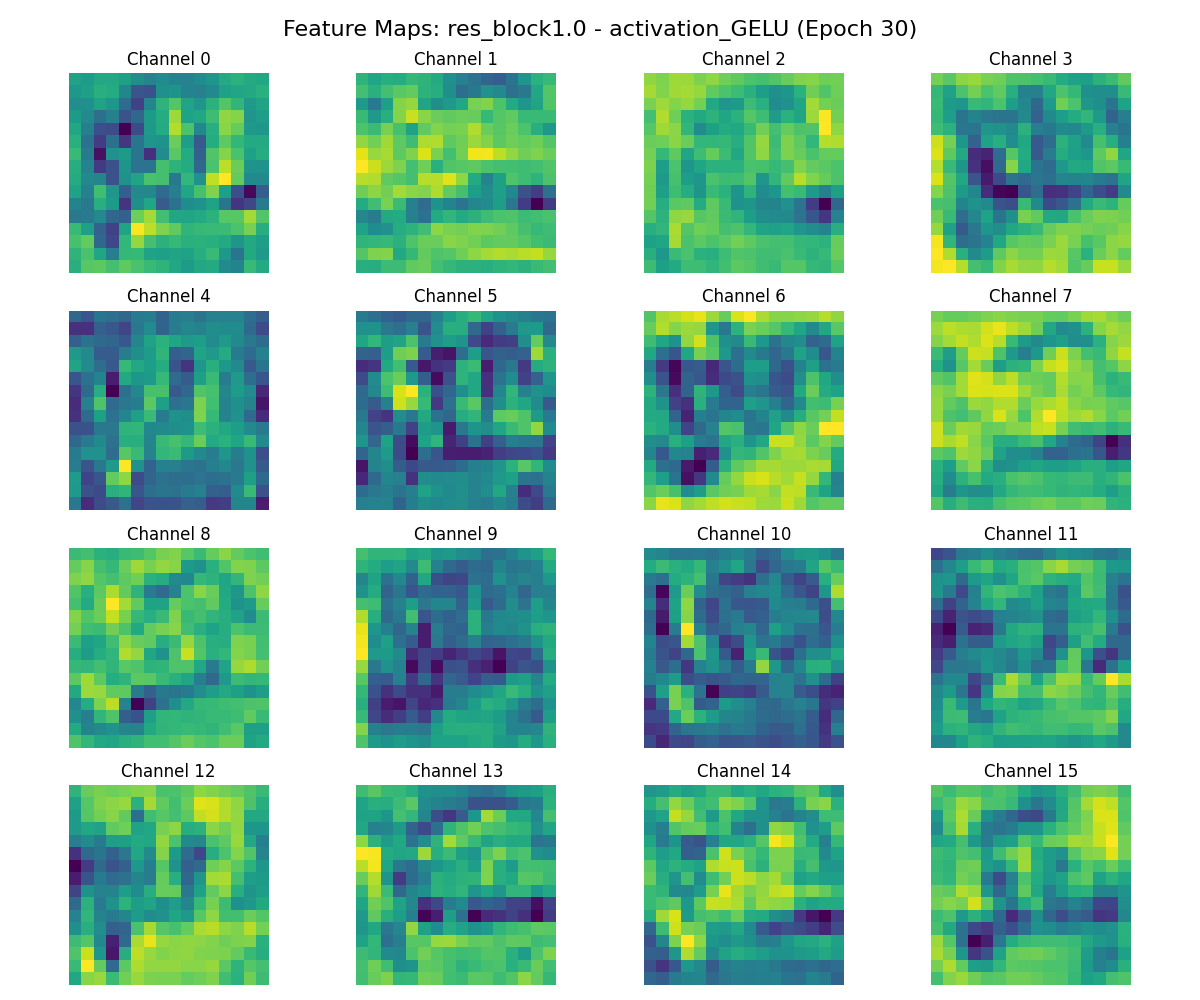 Feature Maps: res_block1.0 - activation_GELU (Epoch 30)
Channel 0 Channel 1 Channel 2 Channel 3
Channel 4 Channel 5 Channel 6 Channel 7
Channel 8 Channel 9 Channel 10 Channel 11
Channel 12 Channel 13 Channel 14 Channel 15